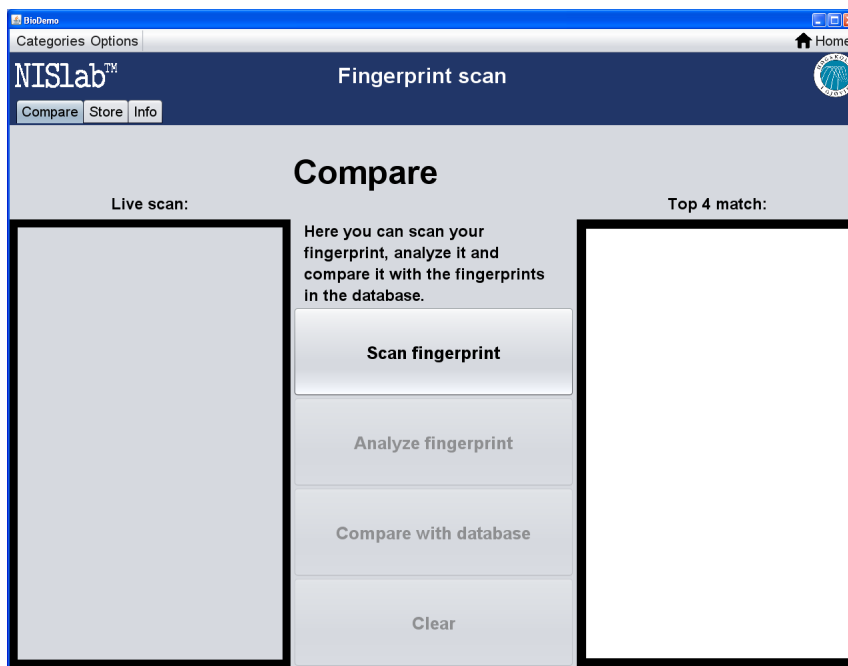 BioDemo
Categories Options
Home
NISlab™
Fingerprint scan
Compare Store Info
Compare
Live scan:
Top 4 match:
Here you can scan your
fingerprint, analyze it and
compare it with the fingerprints
in the database.
Scan fingerprint
Analyze fingerprint
Compare with database
Clear